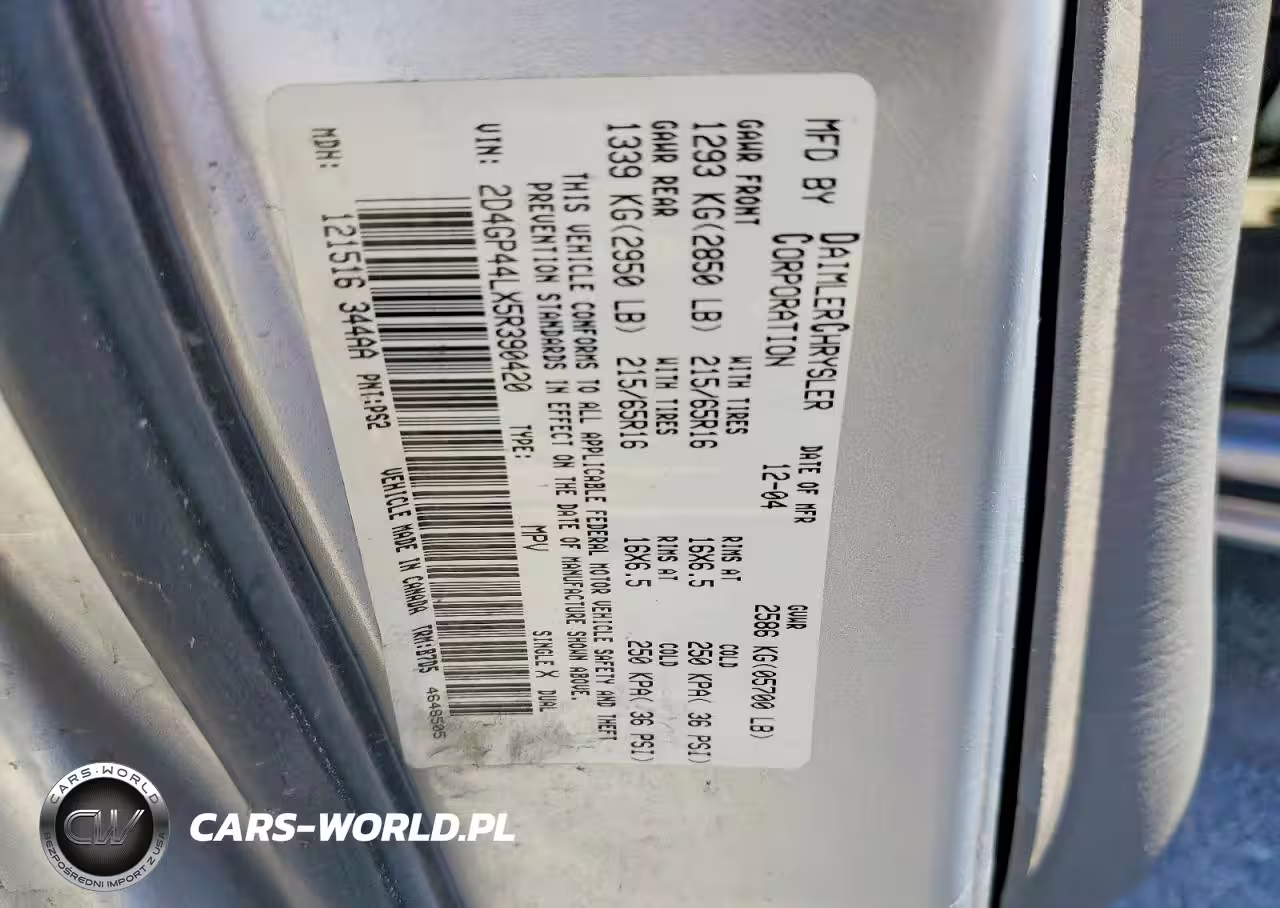 MFD BY DAIMLERCHRYSLER CORPORATION DATE OF MFR 12-04 GVWR 2586 KG(05700 LB)
GAWR FRONT WITH TIRES RIMS AT COLD
1293 KG(2850 LB) 215/65R16 16X6.5 250 KPA( 36 PSI)
GAWR REAR WITH TIRES RIMS AT COLD
1339 KG(2950 LB) 215/65R16 16X6.5 250 KPA( 36 PSI)
THIS VEHICLE CONFORMS TO ALL APPLICABLE FEDERAL MOTOR VEHICLE SAFETY AND THEFT
PREVENTION STANDARDS IN EFFECT ON THE DATE OF MANUFACTURE SHOWN ABOVE.
VIN: 2D4GP44LX5R390420 TYPE: MPV SINGLE X DUAL
MDH: 121516 344AA PNT:PS2 VEHICLE MADE IN CANADA TRM:B7D5 4648505
CARS-WORLD
CW
BEZPOŚREDNI IMPORT Z USA
CARS-WORLD.PL